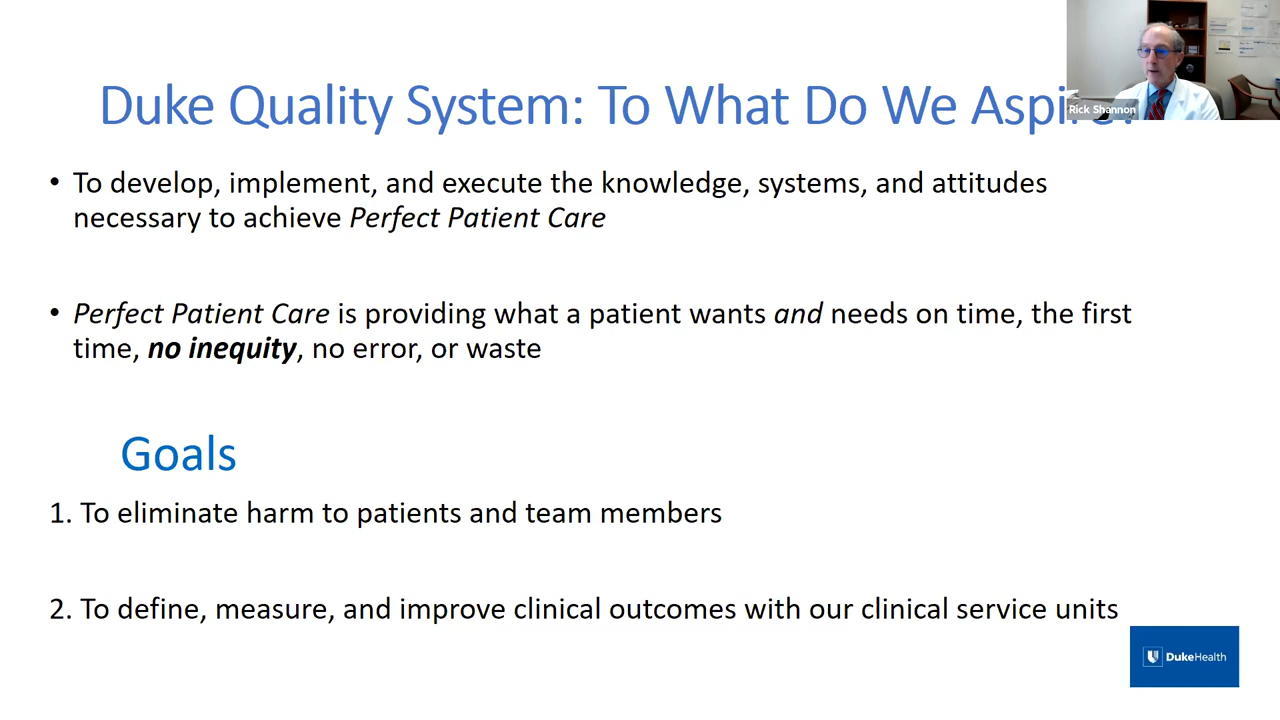 Duke Quality System: To What Do We
Rick Shannon
• To develop, implement, and execute the knowledge, systems, and attitudes
necessary to achieve Perfect Patient Care
• Perfect Patient Care is providing what a patient wants and needs on time, the first
time, no inequity, no error, or waste
Goals
1. To eliminate harm to patients and team members
2. To define, measure, and improve clinical outcomes with our clinical service units
DukeHealth